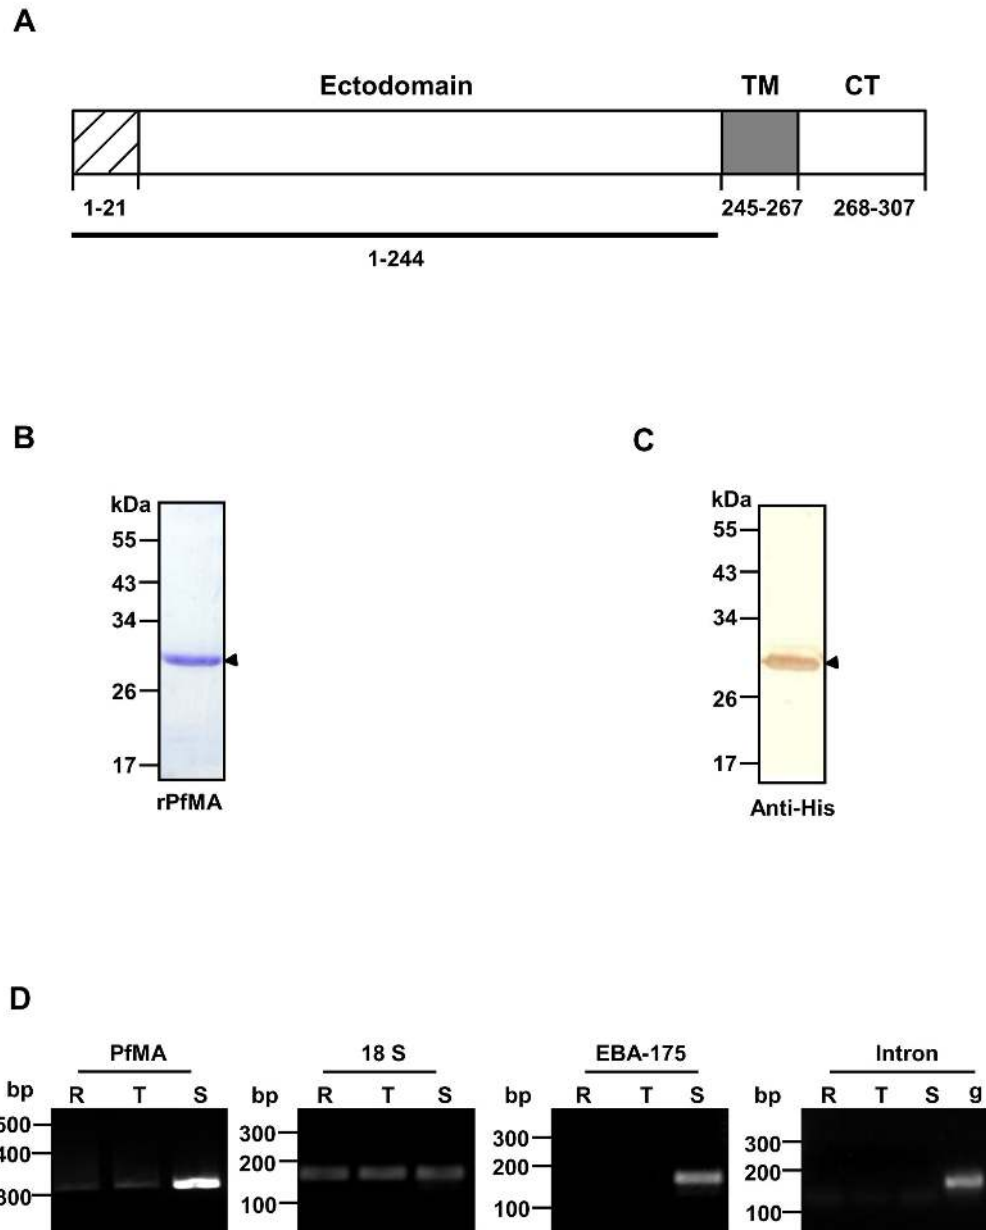 A
Ectodomain TM CT
1-21 245-267 268-307
1-244
B
kDa
55
43
34
26
17
rPfMA
C
kDa
55
43
34
26
17
Anti-His
D
PfMA
bp R T S
400
18 S
bp R T S
300
200
100
EBA-175
bp R T S
300
200
100
Intron
bp R T S g
300
200
100